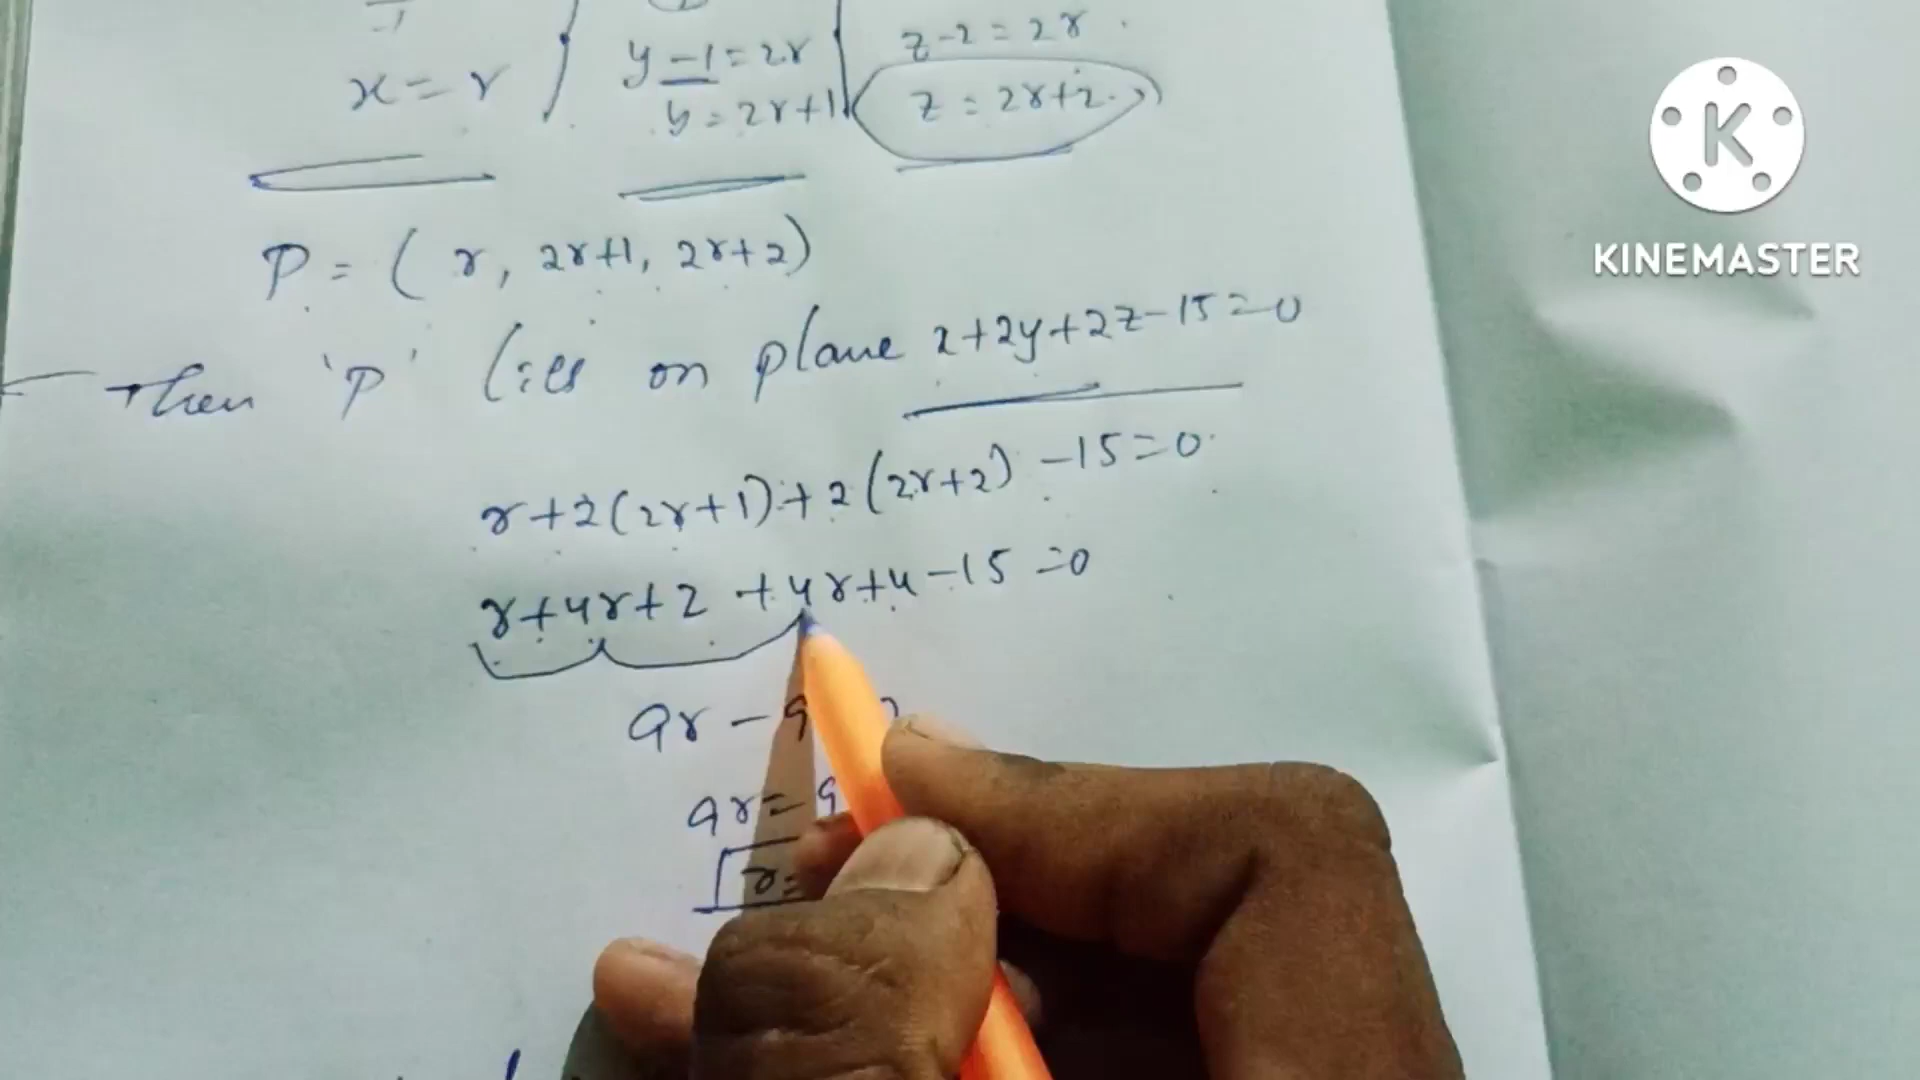 x = r
y - 1 = 2r
y = 2r+1
z - 2 = 2r
z = 2r+2
P = ( r, 2r+1, 2r+2)
Then 'P' lies on plane x+2y+2z-15=0
r+2(2r+1)+2(2r+2) -15=0
r+4r+2 +4r+4-15 =0
9r - 9
9r = 9
r =
K
KINEMASTER